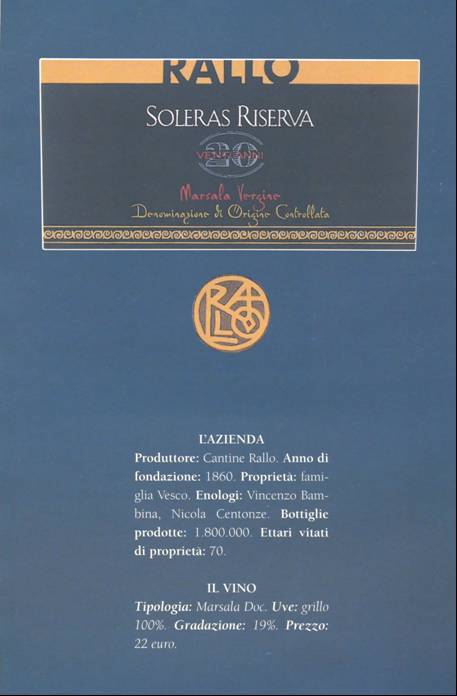 RALLO
SOLERAS RISERVA
20
VENTI ANNI
Marsala Vergine
Denominazione di Origine Controllata
RALLO
L'AZIENDA
Produttore: Cantine Rallo. Anno di
fondazione: 1860. Proprietà: fami-
glia Vesco. Enologi: Vincenzo Bam-
bina, Nicola Centonze. Bottiglie
prodotte: 1.800.000. Ettari vitati
di proprietà: 70.
IL VINO
Tipologia: Marsala Doc. Uve: grillo
100%. Gradazione: 19%. Prezzo:
22 euro.